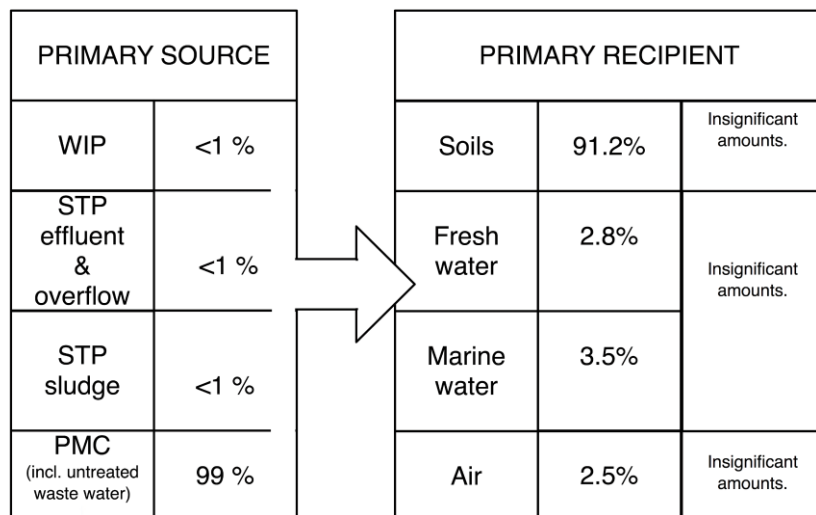 PRIMARY SOURCE
WIP
<1 %
STP
effluent
&
overflow
<1 %
STP
sludge
<1 %
PMC
(incl. untreated
waste water)
99 %
PRIMARY RECIPIENT
Soils
91.2%
Insignificant
amounts.
Fresh
water
2.8%
Insignificant
amounts.
Marine
water
3.5%
Air
2.5%
Insignificant
amounts.